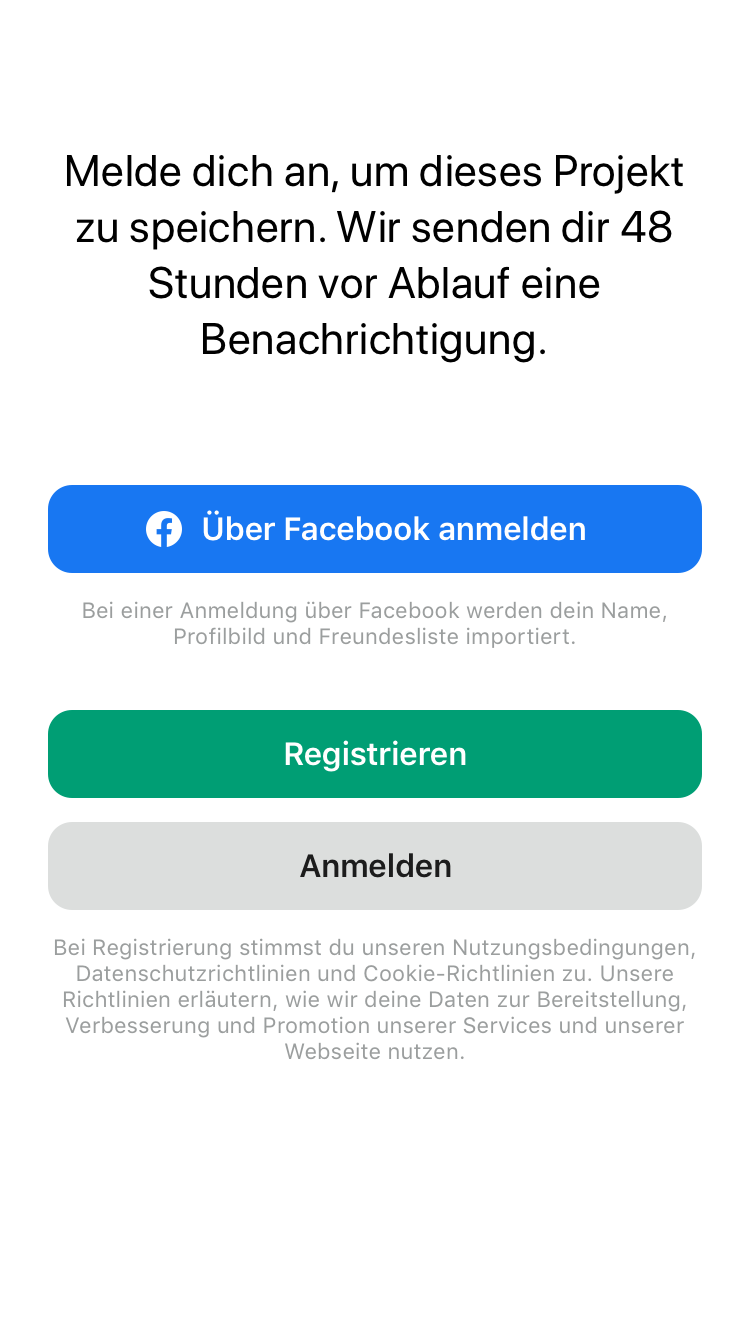 Melde dich an, um dieses Projekt
zu speichern. Wir senden dir 48
Stunden vor Ablauf eine
Benachrichtigung.
Über Facebook anmelden
Bei einer Anmeldung über Facebook werden dein Name,
Profilbild und Freundesliste importiert.
Registrieren
Anmelden
Bei Registrierung stimmst du unseren Nutzungsbedingungen,
Datenschutzrichtlinien und Cookie-Richtlinien zu. Unsere
Richtlinien erläutern, wie wir deine Daten zur Bereitstellung,
Verbesserung und Promotion unserer Services und unserer
Webseite nutzen.